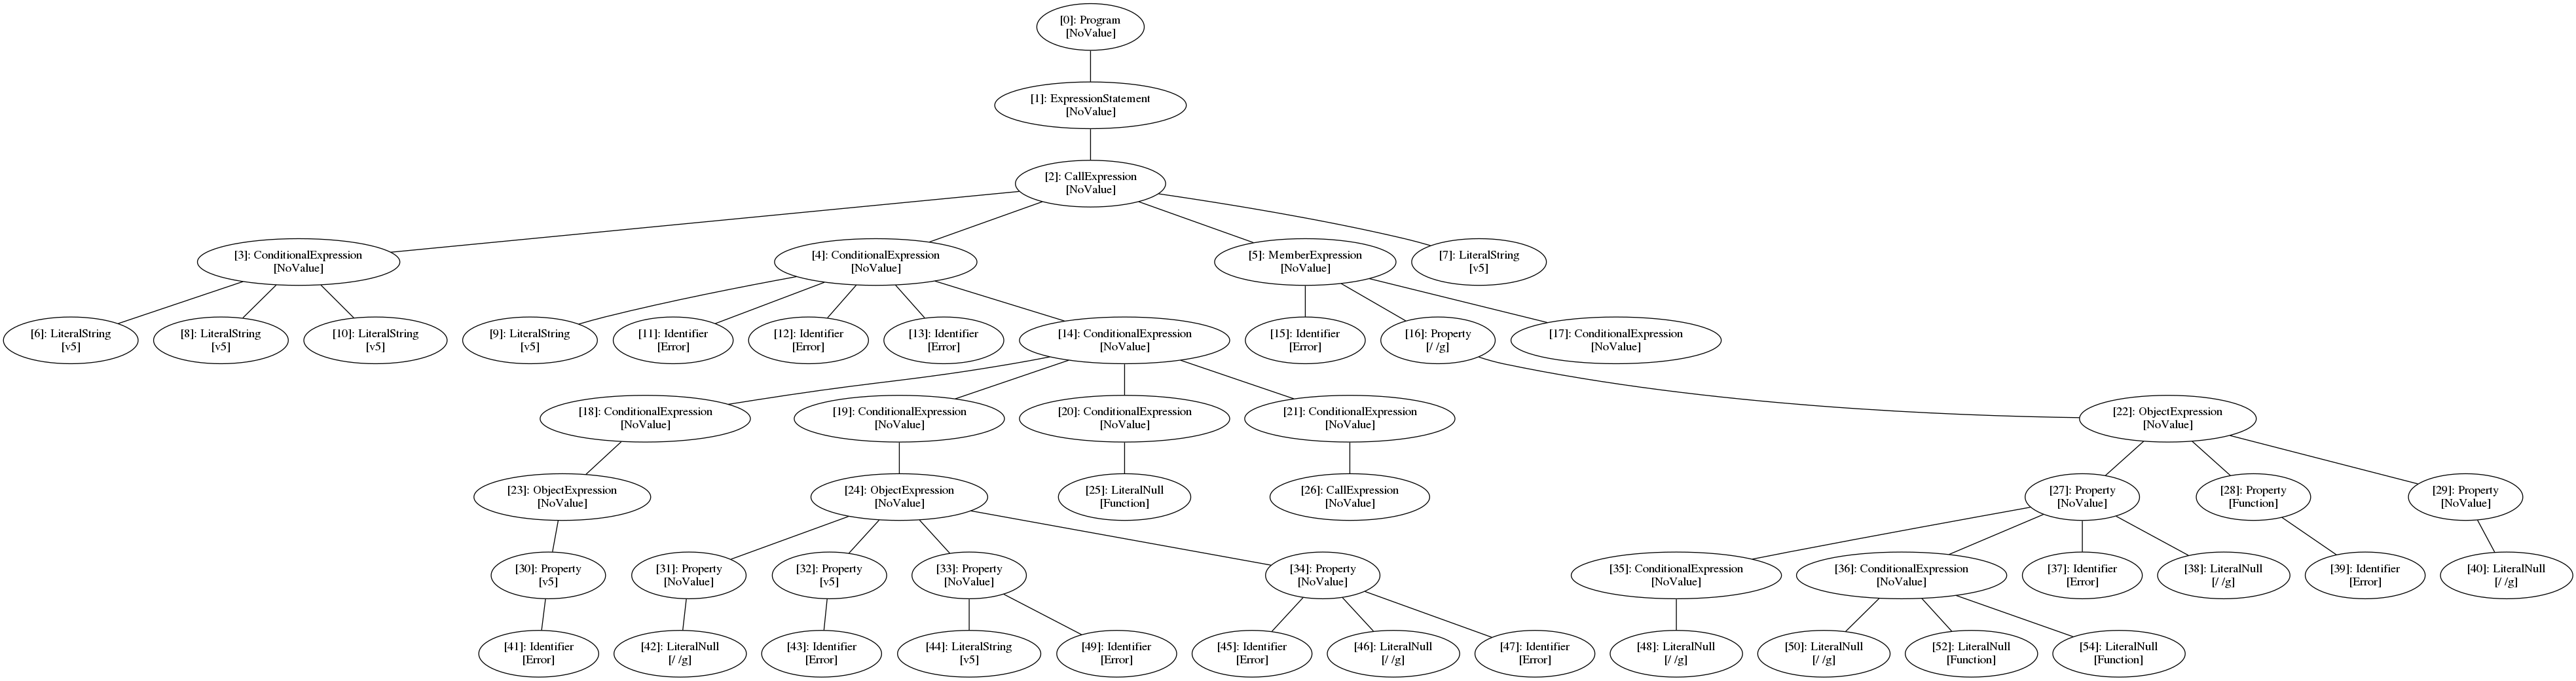 [0]: Program
[NoValue]
[1]: ExpressionStatement
[NoValue]
[2]: CallExpression
[NoValue]
[3]: ConditionalExpression
[NoValue]
[4]: ConditionalExpression
[NoValue]
[5]: MemberExpression
[NoValue]
[7]: LiteralString
[v5]
[6]: LiteralString
[v5]
[8]: LiteralString
[v5]
[10]: LiteralString
[v5]
[9]: LiteralString
[v5]
[11]: Identifier
[Error]
[12]: Identifier
[Error]
[13]: Identifier
[Error]
[14]: ConditionalExpression
[NoValue]
[15]: Identifier
[Error]
[16]: Property
[/ /g]
[17]: ConditionalExpression
[NoValue]
[18]: ConditionalExpression
[NoValue]
[19]: ConditionalExpression
[NoValue]
[20]: ConditionalExpression
[NoValue]
[21]: ConditionalExpression
[NoValue]
[22]: ObjectExpression
[NoValue]
[23]: ObjectExpression
[NoValue]
[24]: ObjectExpression
[NoValue]
[25]: LiteralNull
[Function]
[26]: CallExpression
[NoValue]
[27]: Property
[NoValue]
[28]: Property
[Function]
[29]: Property
[NoValue]
[30]: Property
[v5]
[31]: Property
[NoValue]
[32]: Property
[v5]
[33]: Property
[NoValue]
[34]: Property
[NoValue]
[35]: ConditionalExpression
[NoValue]
[36]: ConditionalExpression
[NoValue]
[37]: Identifier
[Error]
[38]: LiteralNull
[/ /g]
[39]: Identifier
[Error]
[40]: LiteralNull
[/ /g]
[41]: Identifier
[Error]
[42]: LiteralNull
[/ /g]
[43]: Identifier
[Error]
[44]: LiteralString
[v5]
[49]: Identifier
[Error]
[45]: Identifier
[Error]
[46]: LiteralNull
[/ /g]
[47]: Identifier
[Error]
[48]: LiteralNull
[/ /g]
[50]: LiteralNull
[/ /g]
[52]: LiteralNull
[Function]
[54]: LiteralNull
[Function]